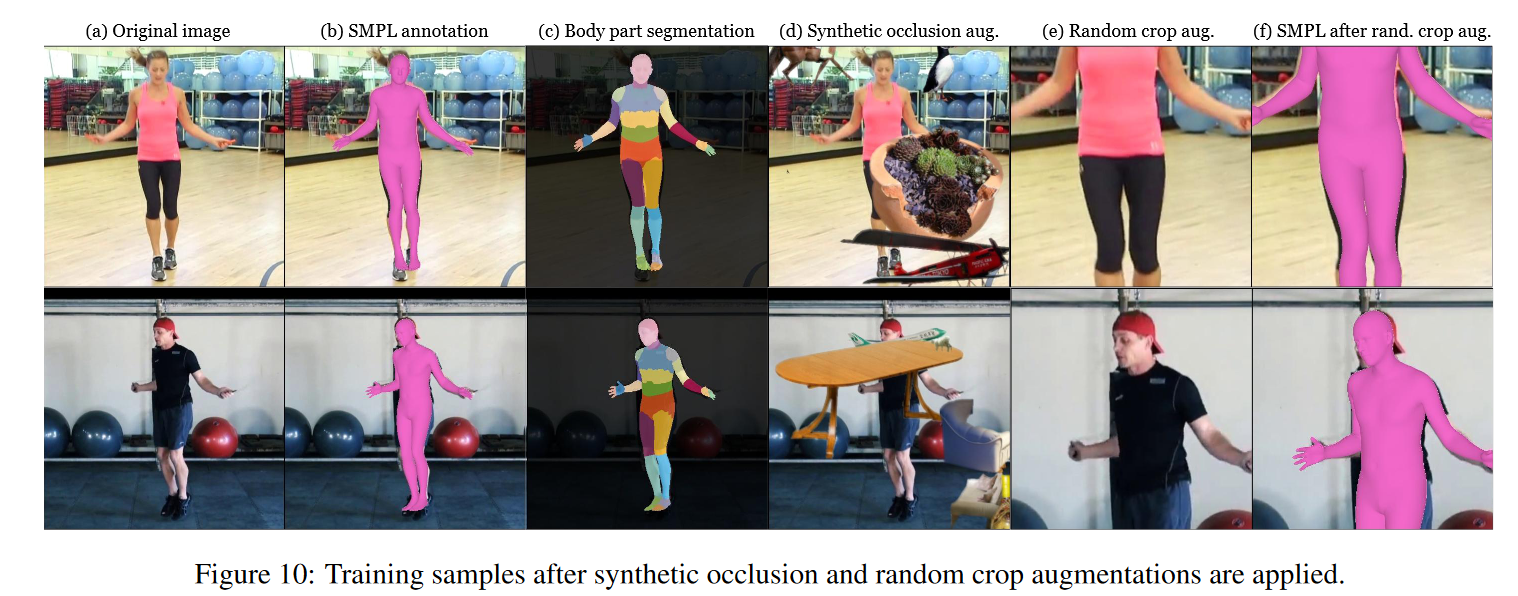 (a) Original image
(b) SMPL annotation
(c) Body part segmentation
(d) Synthetic occlusion aug.
(e) Random crop aug.
(f) SMPL after rand. crop aug.
Figure 10: Training samples after synthetic occlusion and random crop augmentations are applied.